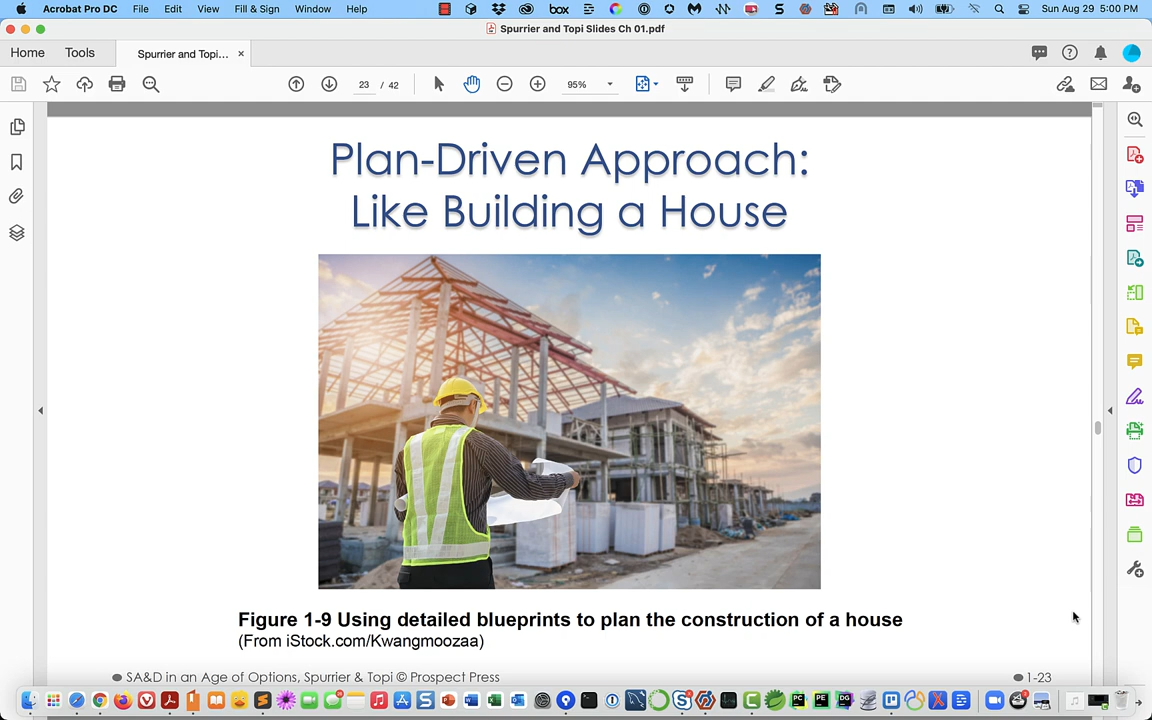 Acrobat Pro DC File Edit View Fill & Sign Window Help box Sun Aug 29 5:00 PM
Spurrier and Topi Slides Ch 01.pdf
Home Tools Spurrier and Topi... ×
23 / 42 95%
Plan-Driven Approach:
Like Building a House
Figure 1-9 Using detailed blueprints to plan the construction of a house
(From iStock.com/Kwangmoozaa)
SA&D in an Age of Options, Spurrier & Topi © Prospect Press 1-23